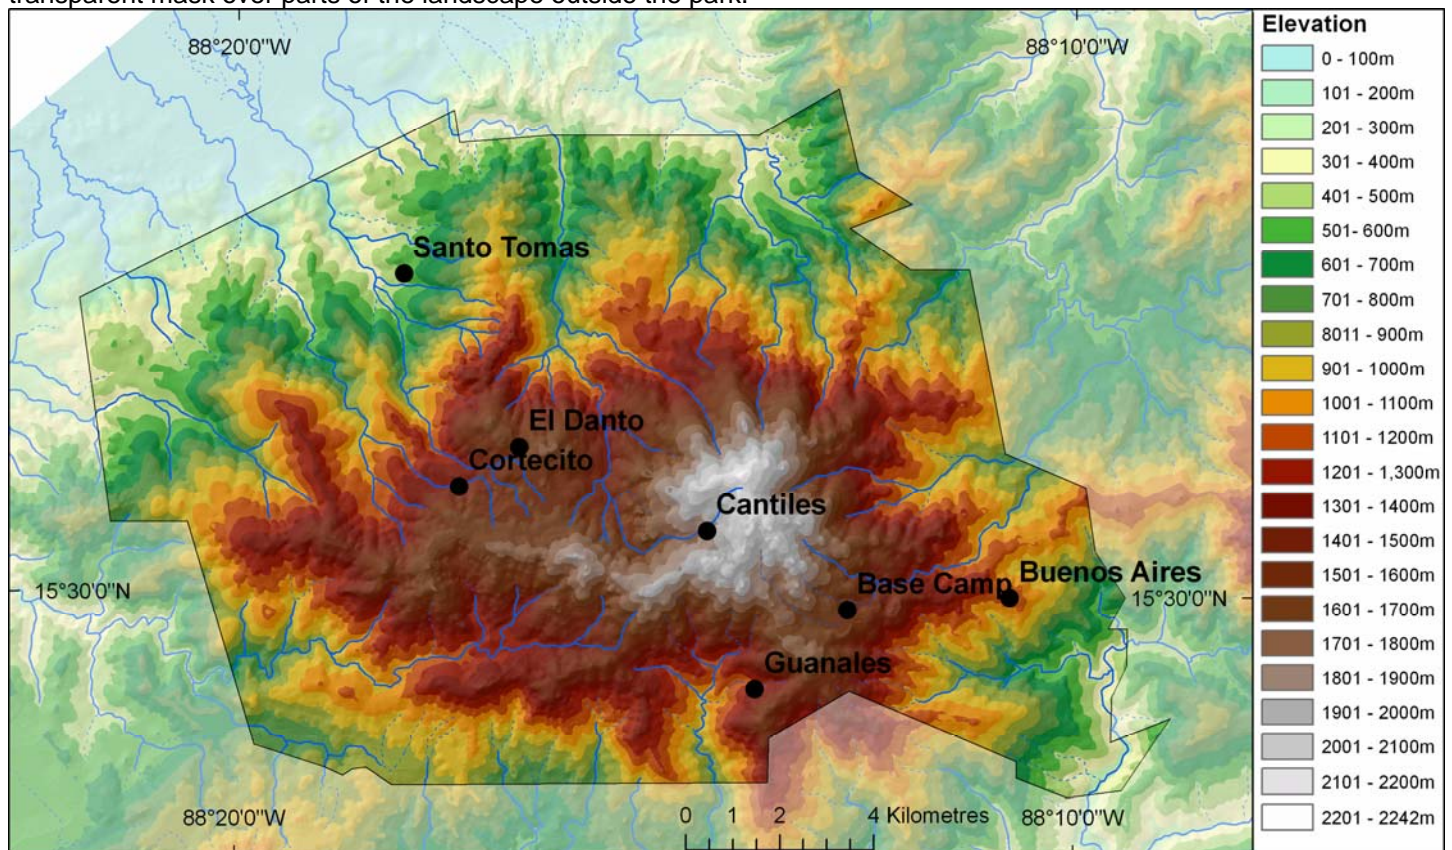 transparent mask over parts of the landscape outside the park.
88°20'0"W
88°10'0"W
Santo Tomas
El Danto
Cortecito
Cantiles
Base Camp
Buenos Aires
15°30'0"N
15°30'0"N
Guanales
88°20'0"W
0 1 2 4 Kilometres
88°10'0"W
Elevation
0 - 100m
101 - 200m
201 - 300m
301 - 400m
401 - 500m
501- 600m
601 - 700m
701 - 800m
8011 - 900m
901 - 1000m
1001 - 1100m
1101 - 1200m
1201 - 1,300m
1301 - 1400m
1401 - 1500m
1501 - 1600m
1601 - 1700m
1701 - 1800m
1801 - 1900m
1901 - 2000m
2001 - 2100m
2101 - 2200m
2201 - 2242m